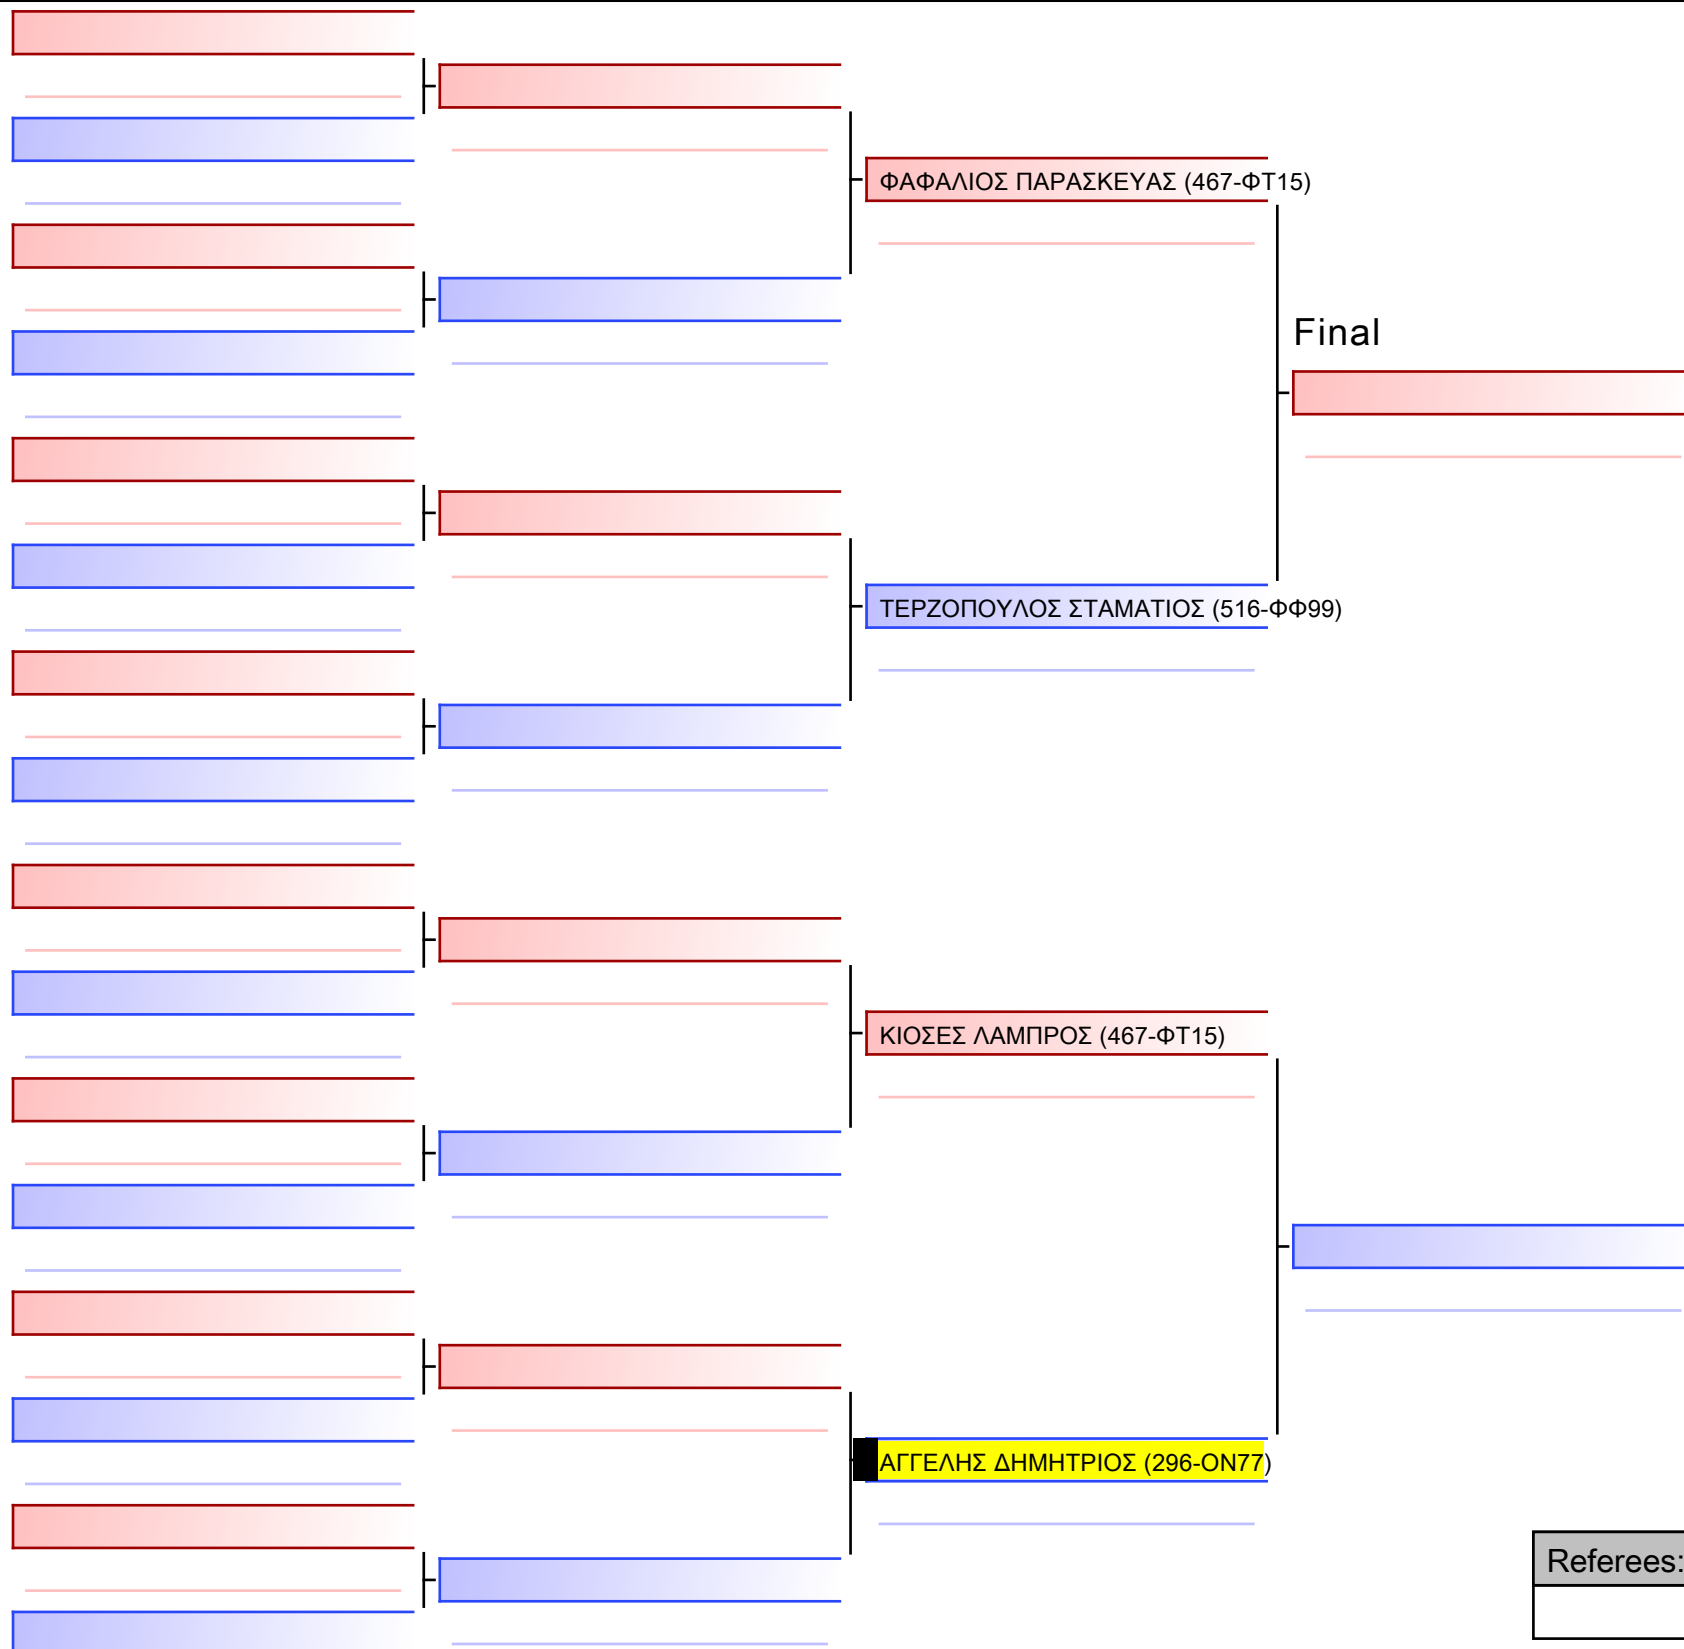 ΦΑΦΑΛΙΟΣ ΠΑΡΑΣΚΕΥΑΣ (467-ΦΤ15)
Final
ΤΕΡΖΟΠΟΥΛΟΣ ΣΤΑΜΑΤΙΟΣ (516-ΦΦ99)
ΚΙΟΣΕΣ ΛΑΜΠΡΟΣ (467-ΦΤ15)
ΑΓΓΕΛΗΣ ΔΗΜΗΤΡΙΟΣ (296-ΟΝ77)
Referees: